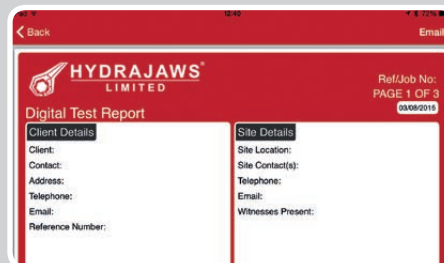 12:40
72%
Back
Email
HYDRAJAWS®
LIMITED
Digital Test Report
Ref/Job No:
PAGE 1 OF 3
03/08/2015
Client Details
Client:
Contact:
Address:
Telephone:
Email:
Reference Number:
Site Details
Site Location:
Site Contact(s):
Telephone:
Email:
Witnesses Present: